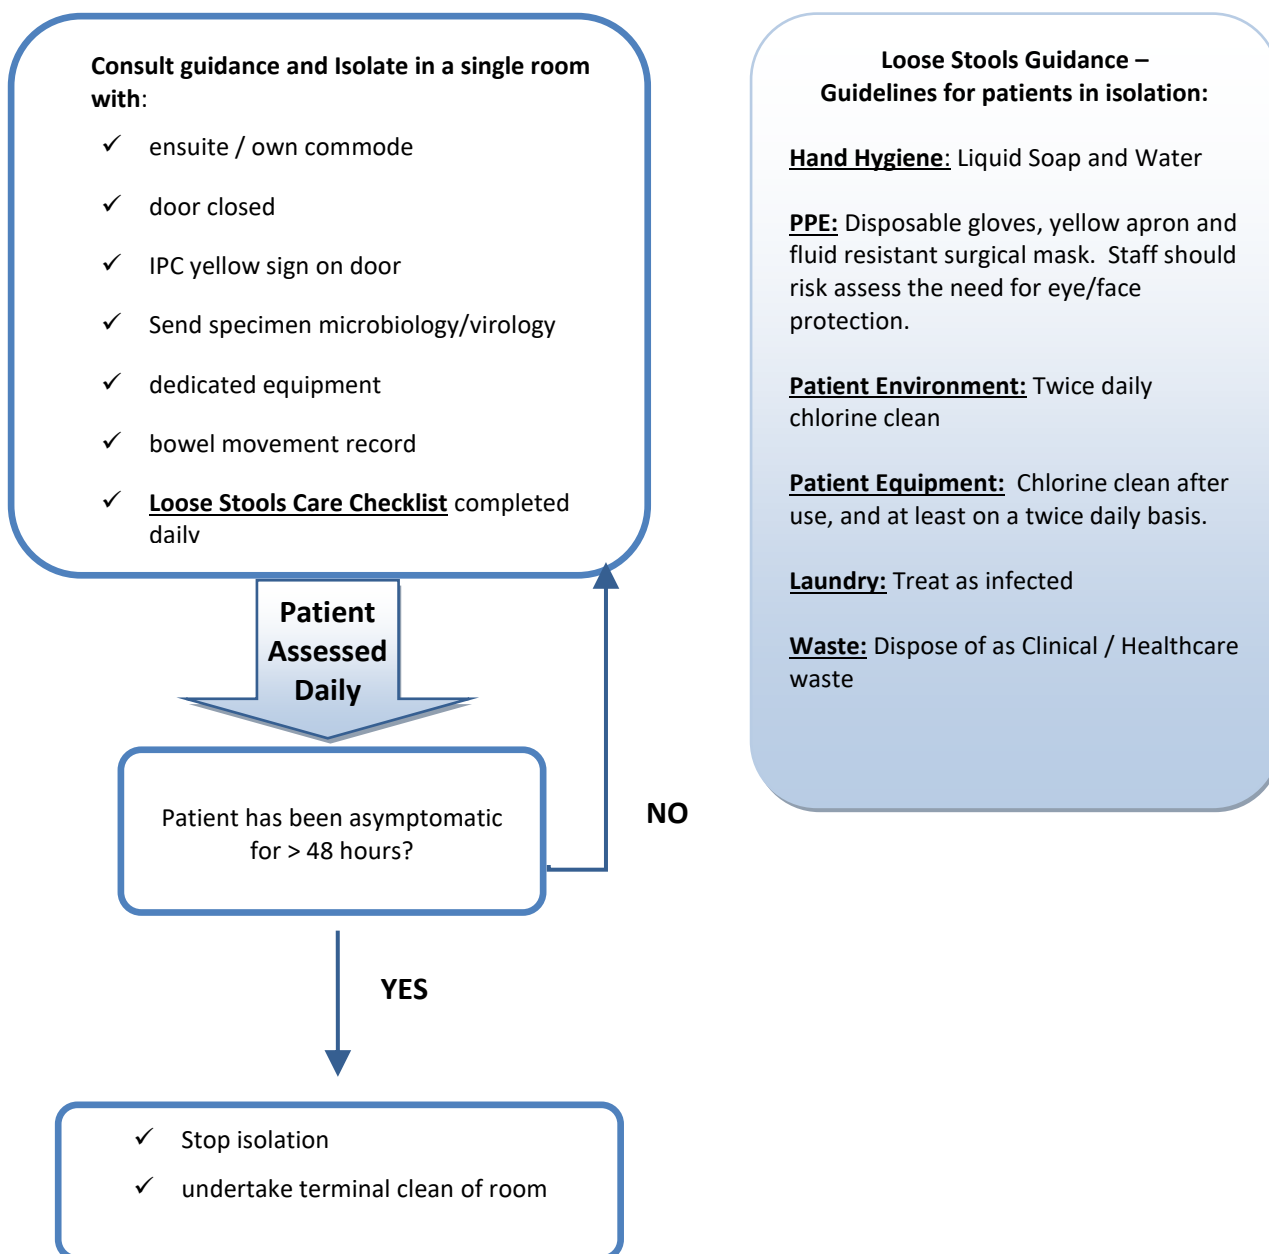 Consult guidance and Isolate in a single room
with:
✓ ensuite / own commode
✓ door closed
✓ IPC yellow sign on door
✓ Send specimen microbiology/virology
✓ dedicated equipment
✓ bowel movement record
✓ Loose Stools Care Checklist completed
daily
Patient
Assessed
Daily
Patient has been asymptomatic
for > 48 hours?
NO
YES
✓ Stop isolation
✓ undertake terminal clean of room
Loose Stools Guidance –
Guidelines for patients in isolation:
Hand Hygiene: Liquid Soap and Water
PPE: Disposable gloves, yellow apron and
fluid resistant surgical mask.  Staff should
risk assess the need for eye/face
protection.
Patient Environment: Twice daily
chlorine clean
Patient Equipment:  Chlorine clean after
use, and at least on a twice daily basis.
Laundry: Treat as infected
Waste: Dispose of as Clinical / Healthcare
waste